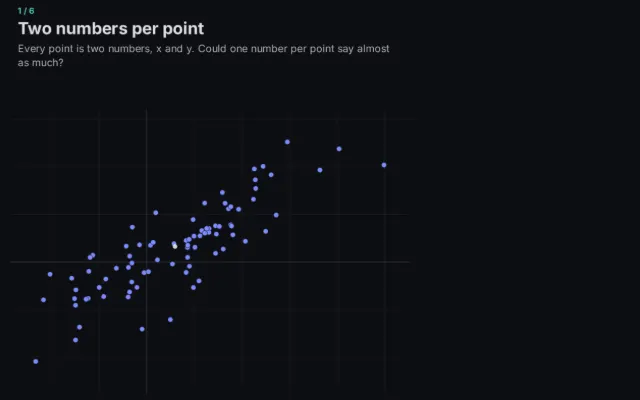 1 / 6
Two numbers per point
Every point is two numbers, x and y. Could one number per point say almost
as much?